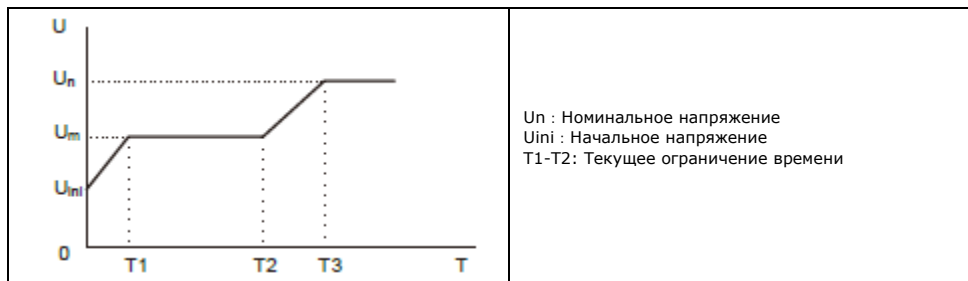 U
Un
Um
Uini
0
T1 T2 T3 T
Un : Номинальное напряжение
Uini : Начальное напряжение
T1-T2: Текущее ограничение времени